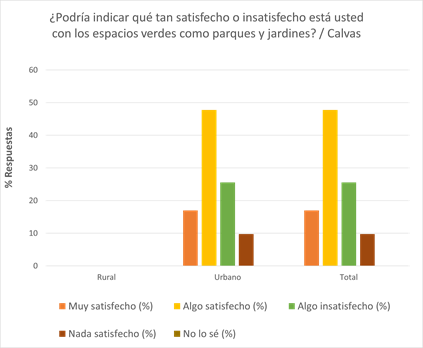 ¿Podría indicar qué tan satisfecho o insatisfecho está usted
con los espacios verdes como parques y jardines? / Calvas
% Respuestas
60
50
40
30
20
10
0
Rural Urbano Total
Muy satisfecho (%) Algo satisfecho (%) Algo insatisfecho (%)
Nada satisfecho (%) No lo sé (%)